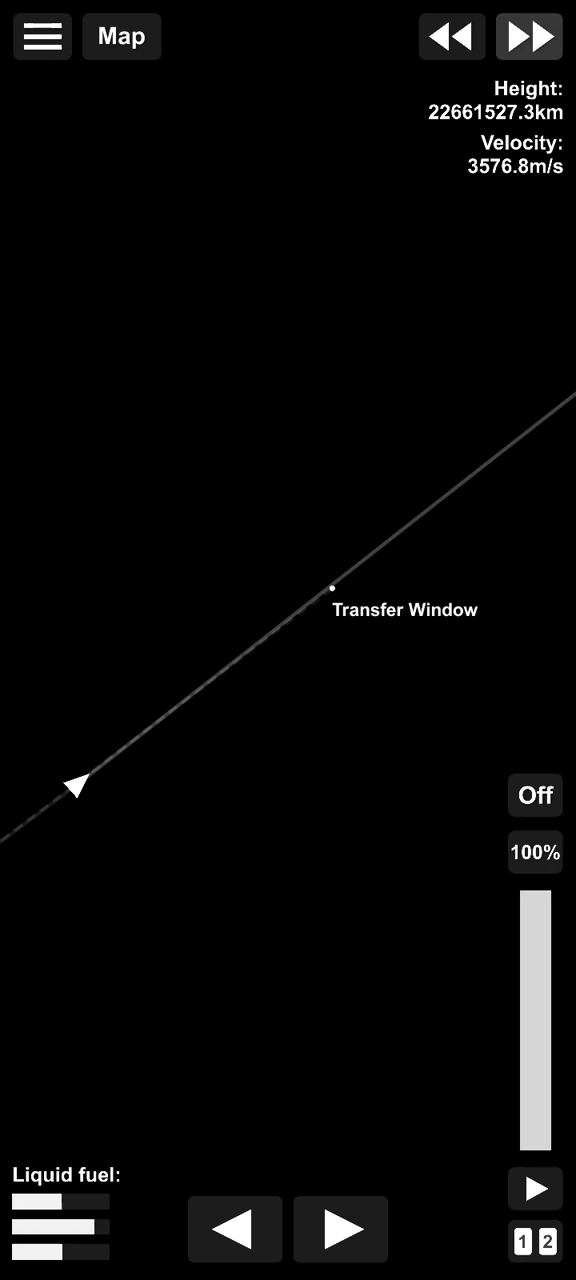 Map
Height:
22661527.3km
Velocity:
3576.8m/s
Transfer Window
Off
100%
Liquid fuel:
1 2